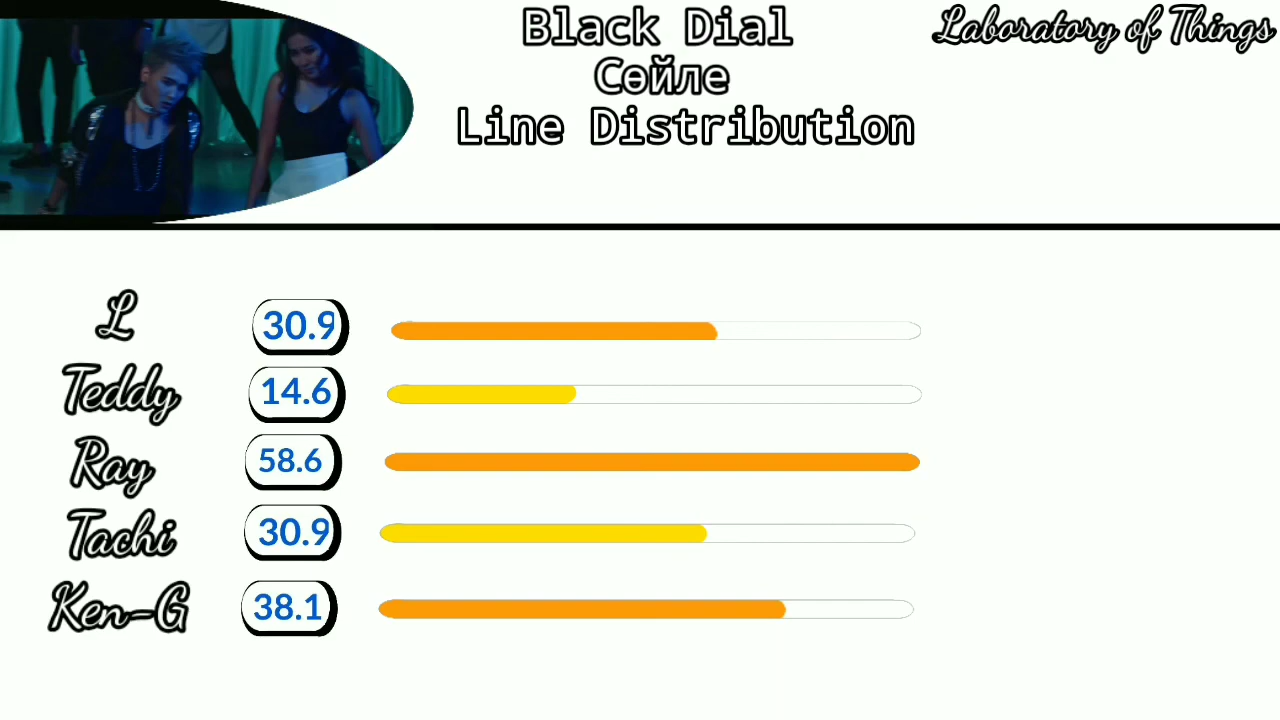 Black Dial
Сөйле
Line Distribution
Laboratory of Things
L
30.9
Teddy
14.6
Ray
58.6
Tachi
30.9
Ken-G
38.1